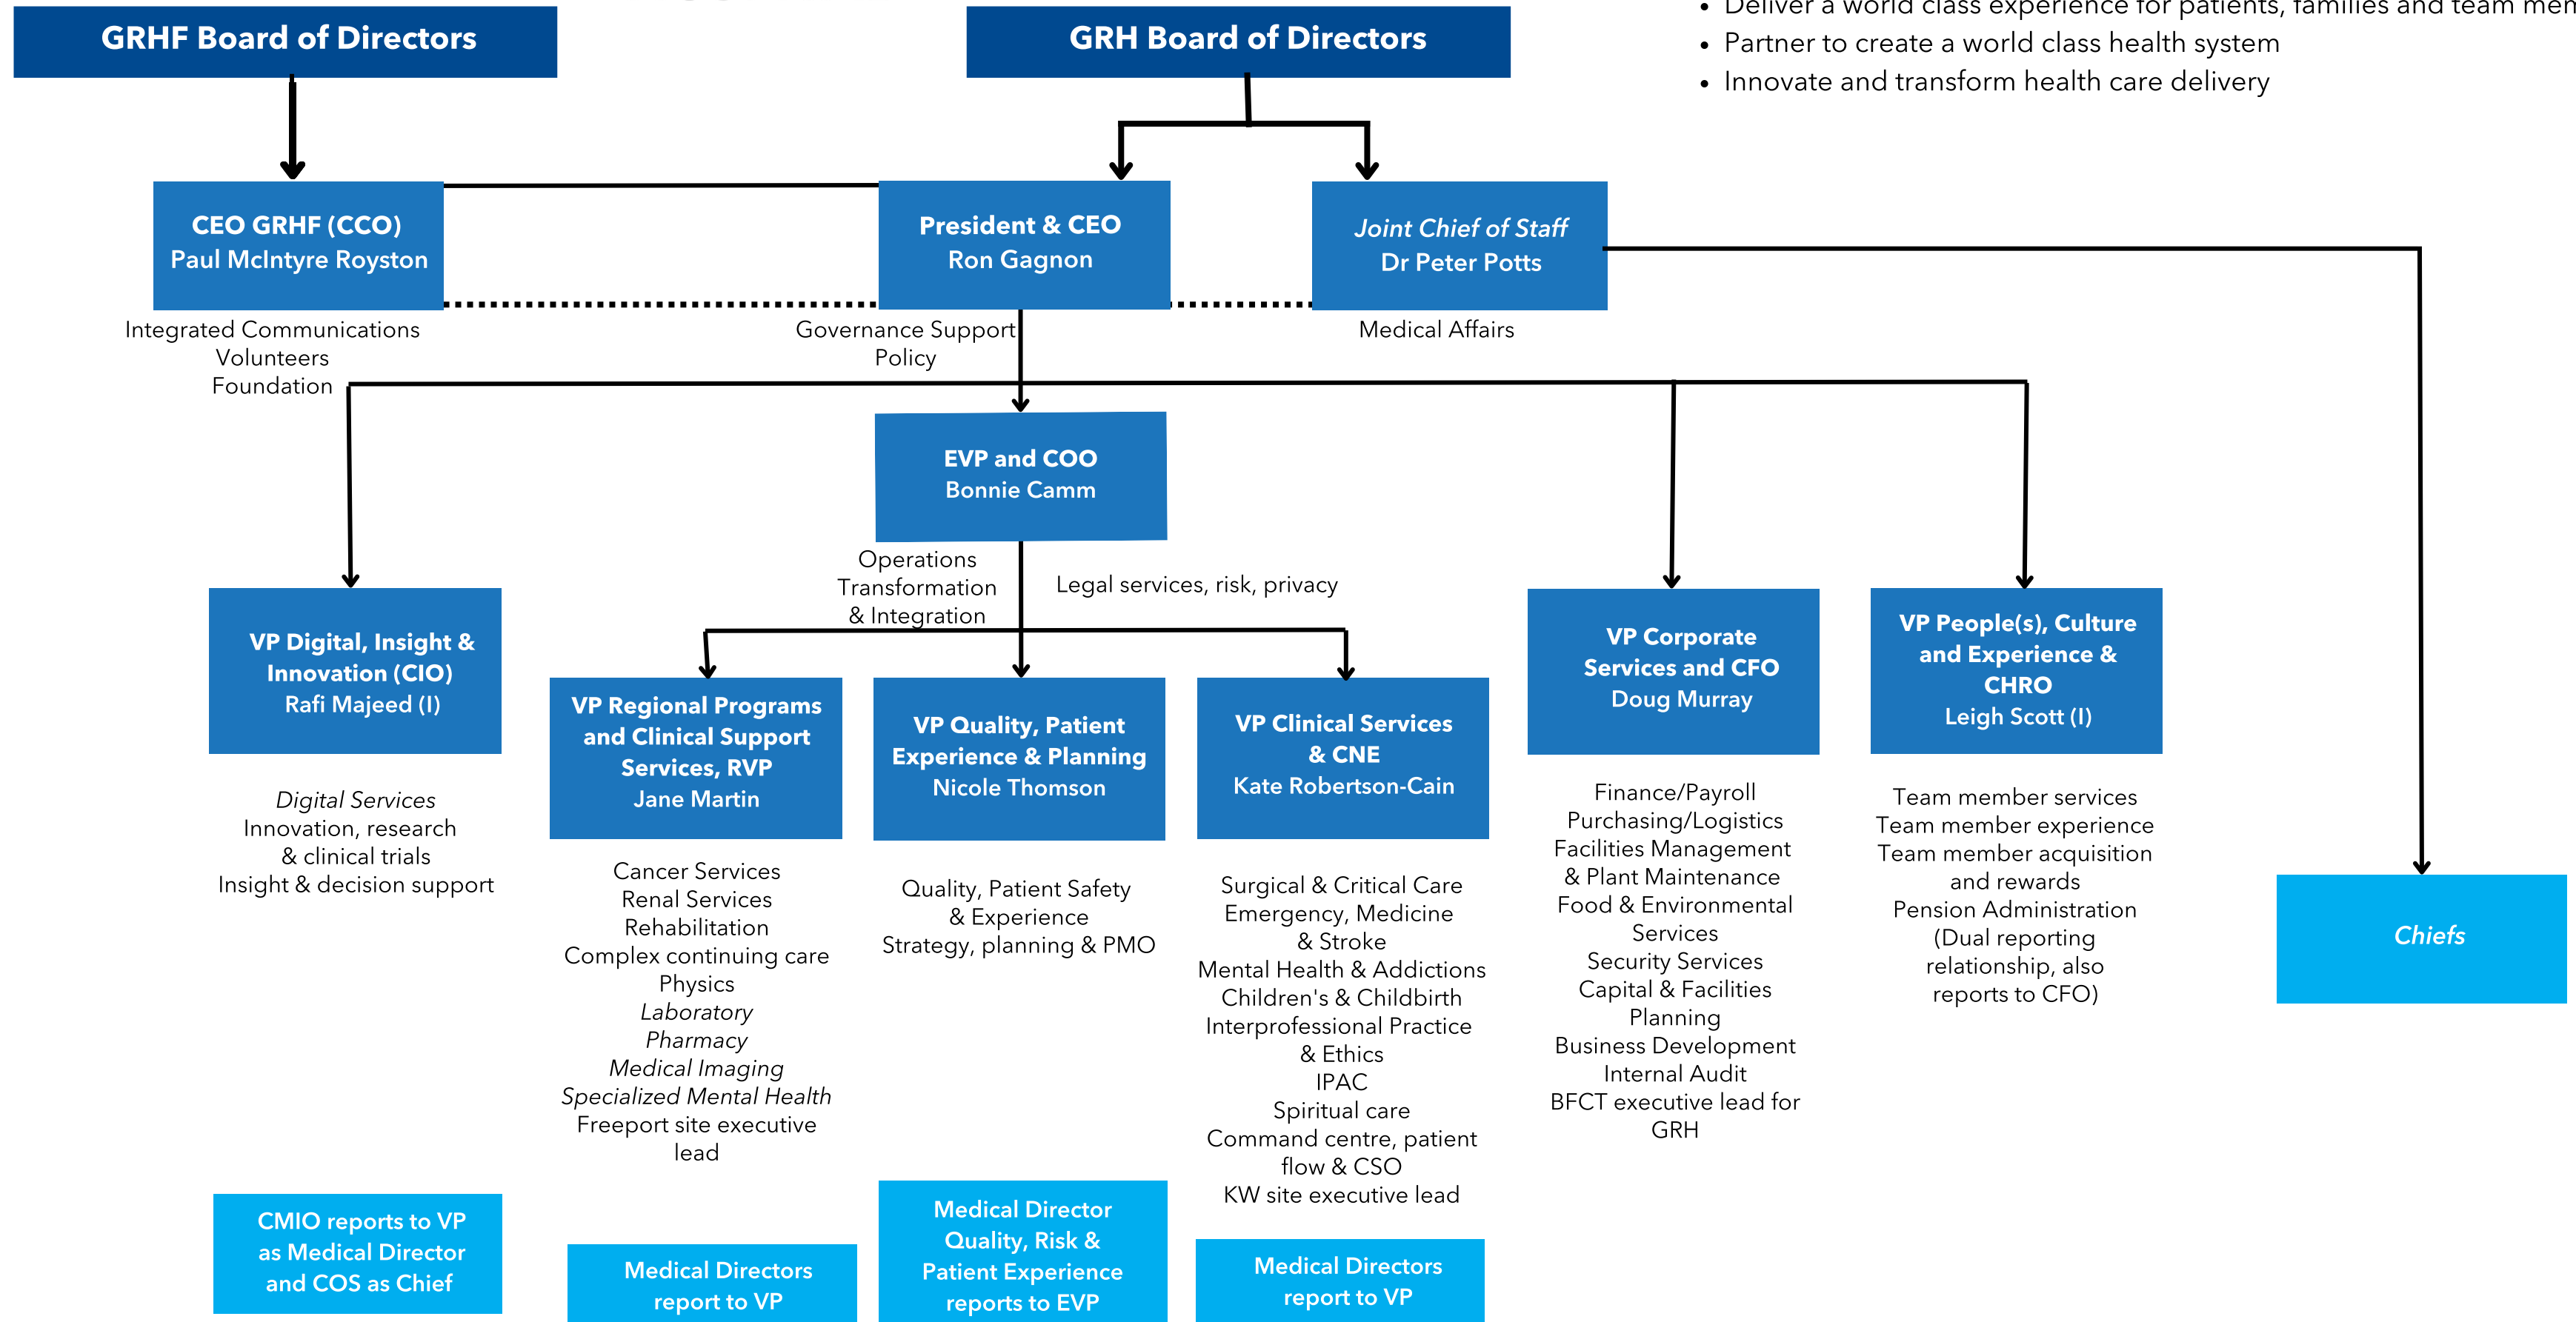 GRHF Board of Directors
GRH Board of Directors
• Deliver a world class experience for patients, families and team
• Partner to create a world class health system
• Innovate and transform health care delivery
CEO GRHF (CCO)
Paul McIntyre Royston
President & CEO
Ron Gagnon
Joint Chief of Staff
Dr Peter Potts
Integrated Communications
Volunteers
Foundation
Governance Support
Policy
Medical Affairs
EVP and COO
Bonnie Camm
Operations
Transformation
& Integration
Legal services, risk, privacy
VP Digital, Insight &
Innovation (CIO)
Rafi Majeed (I)
VP Regional Programs
and Clinical Support
Services, RVP
Jane Martin
VP Quality, Patient
Experience & Planning
Nicole Thomson
VP Clinical Services
& CNE
Kate Robertson-Cain
VP Corporate
Services and CFO
Doug Murray
VP People(s), Culture
and Experience &
CHRO
Leigh Scott (I)
Digital Services
Innovation, research
& clinical trials
Insight & decision support
Cancer Services
Renal Services
Rehabilitation
Complex continuing care
Physics
Laboratory
Pharmacy
Medical Imaging
Specialized Mental Health
Freeport site executive
lead
Quality, Patient Safety
& Experience
Strategy, planning & PMO
Surgical & Critical Care
Emergency, Medicine
& Stroke
Mental Health & Addictions
Children's & Childbirth
Interprofessional Practice
& Ethics
IPAC
Spiritual care
Command centre, patient
flow & CSO
KW site executive lead
Finance/Payroll
Purchasing/Logistics
Facilities Management
& Plant Maintenance
Food & Environmental
Services
Security Services
Capital & Facilities
Planning
Business Development
Internal Audit
BFCT executive lead for
GRH
Team member services
Team member experience
Team member acquisition
and rewards
Pension Administration
(Dual reporting
relationship, also
reports to CFO)
Chiefs
CMIO reports to VP
as Medical Director
and COS as Chief
Medical Directors
report to VP
Medical Director
Quality, Risk &
Patient Experience
reports to EVP
Medical Directors
report to VP